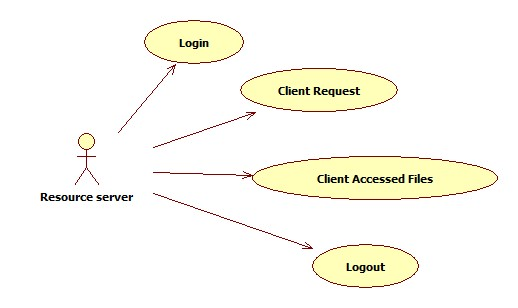 Login
Client Request
Resource server
Client Accessed Files
Logout